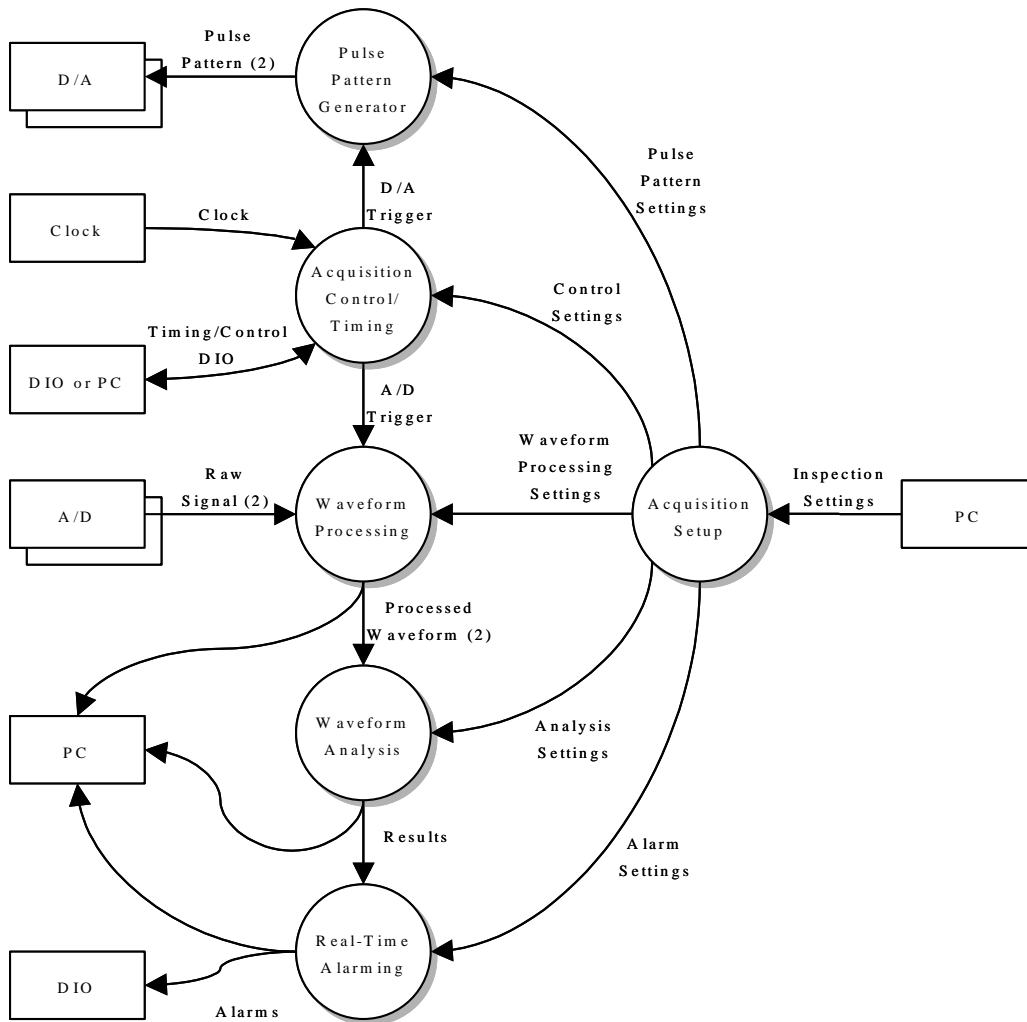 Pulse
Pattern (2)
D/A
Pulse
Pattern
Generator
Pulse
Pattern
Settings
D/A
Trigger
Clock
Clock
Acquisition
Control/
Timing
Control
Settings
Timing/Control
DIO
DIO or PC
A/D
Trigger
Waveform
Processing
Settings
Raw
Signal (2)
A/D
Waveform
Processing
Acquisition
Setup
Inspection
Settings
PC
Processed
Waveform (2)
PC
Waveform
Analysis
Analysis
Settings
Results
Alarm
Settings
Real-Time
Alarming
DIO
Alarms